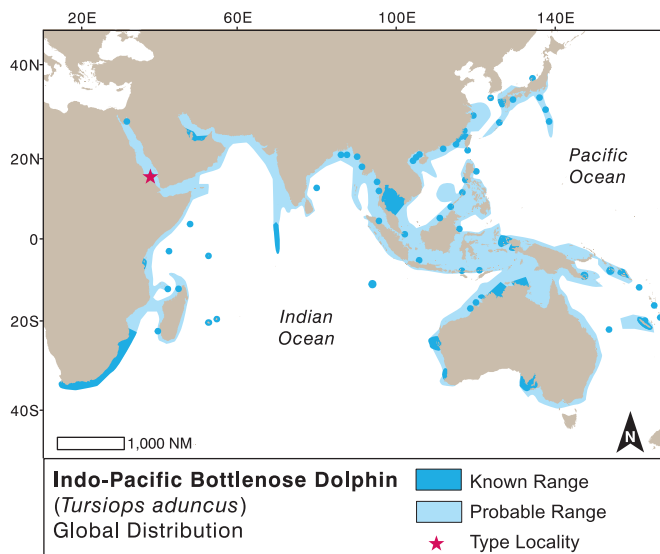 20E 60E 100E 140E
40N
20N
0
20S
40S
Pacific
Ocean
Indian
Ocean
N
1,000 NM
Indo-Pacific Bottlenose Dolphin
(Tursiops aduncus)
Global Distribution
Known Range
Probable Range
Type Locality